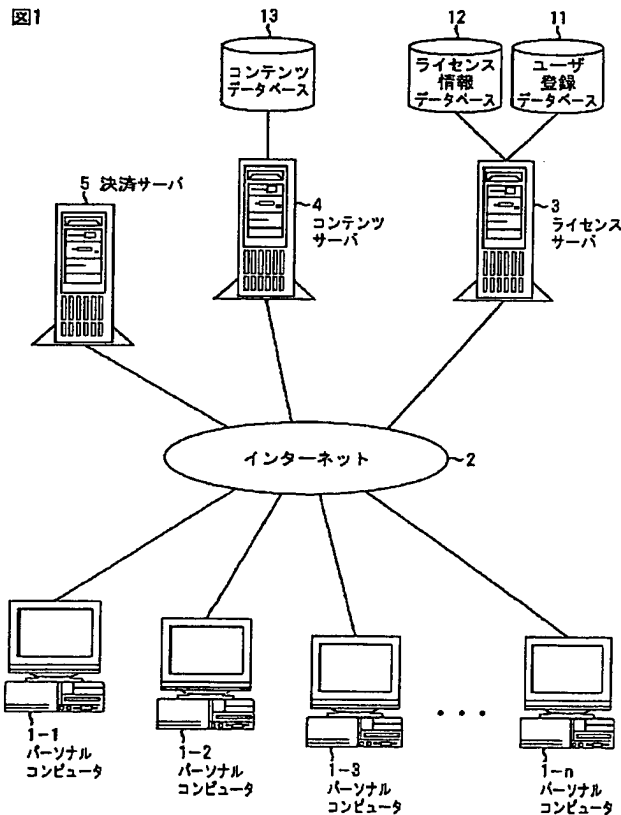 図1
13
コンテンツ
データベース
12
ライセンス
情報
データベース
11
ユーザ
登録
データベース
5 決済サーバ
4
コンテンツ
サーバ
3
ライセンス
サーバ
インターネット
2
1-1
パーソナル
コンピュータ
1-2
パーソナル
コンピュータ
1-3
パーソナル
コンピュータ
・・・
1-n
パーソナル
コンピュータ